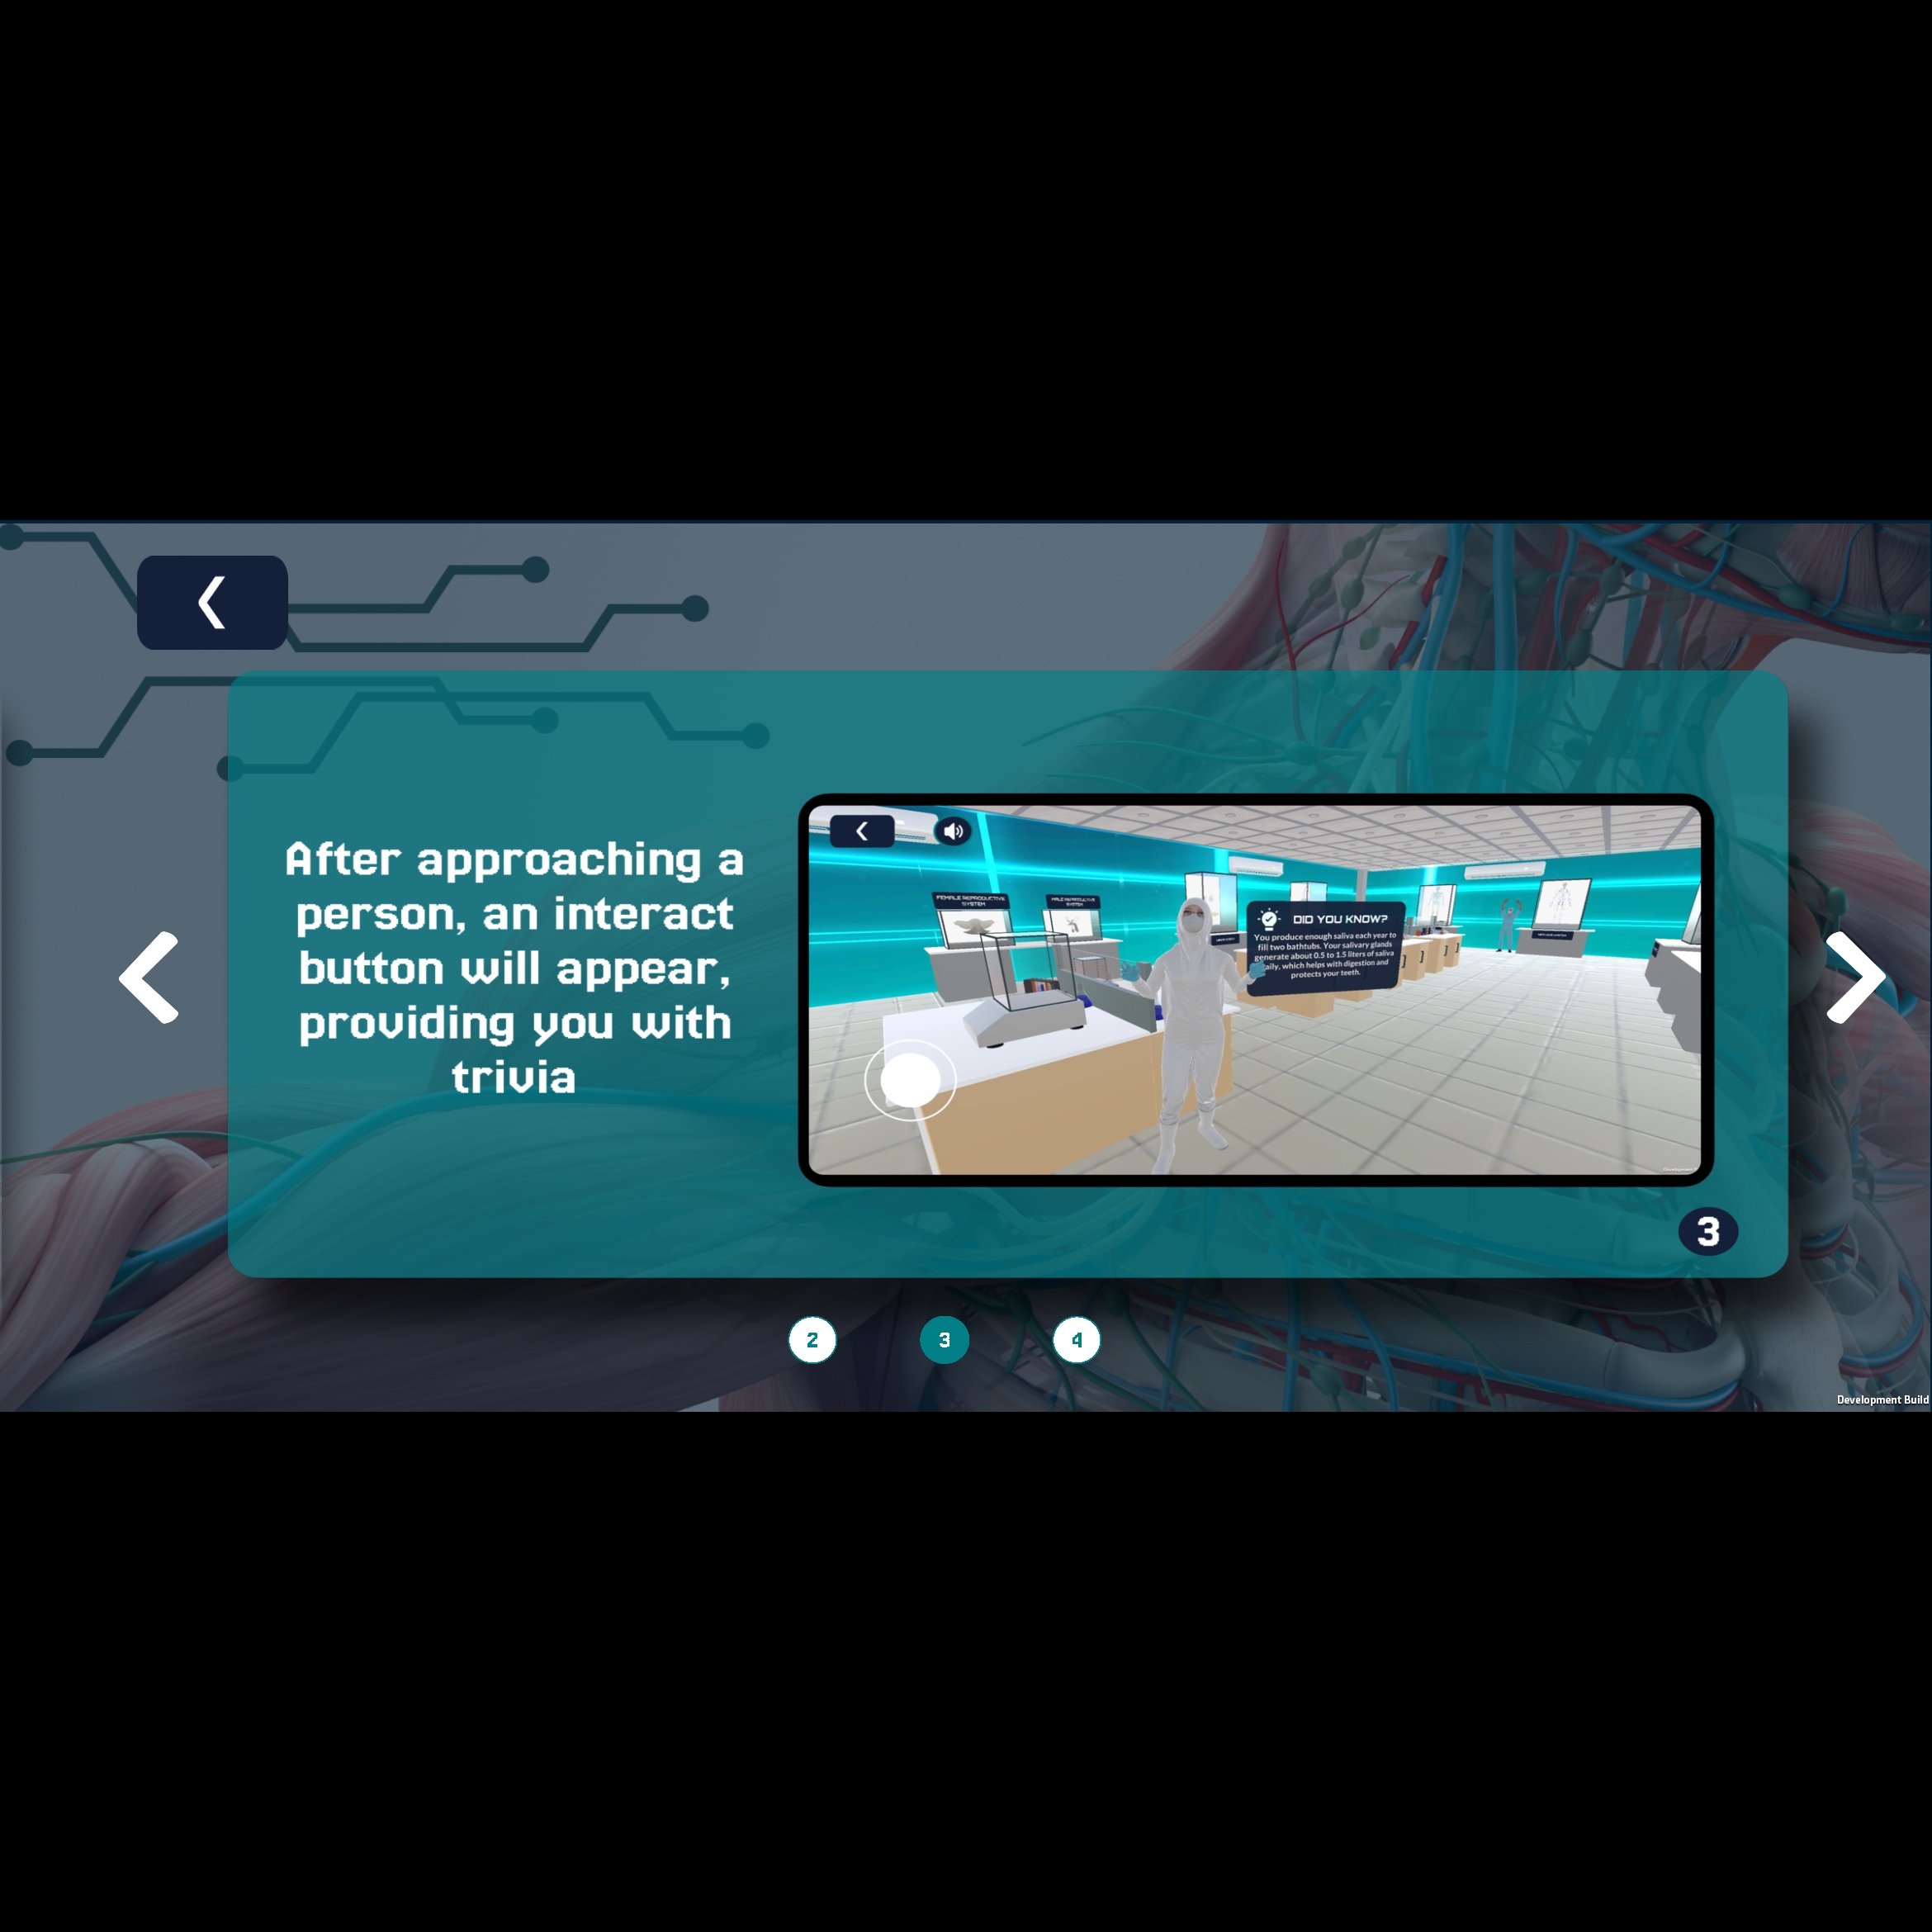 After approaching a
person, an interact
button will appear,
providing you with
trivia
FEMALE REPRODUCTIVE
SYSTEM
MALE REPRODUCTIVE
SYSTEM
DID YOU KNOW?
You produce enough saliva each year to
fill two bathtubs. Your salivary glands
generate about 0.5 to 1.5 liters of saliva
daily, which helps with digestion and
protects your teeth.
3
2
3
4
Development Build